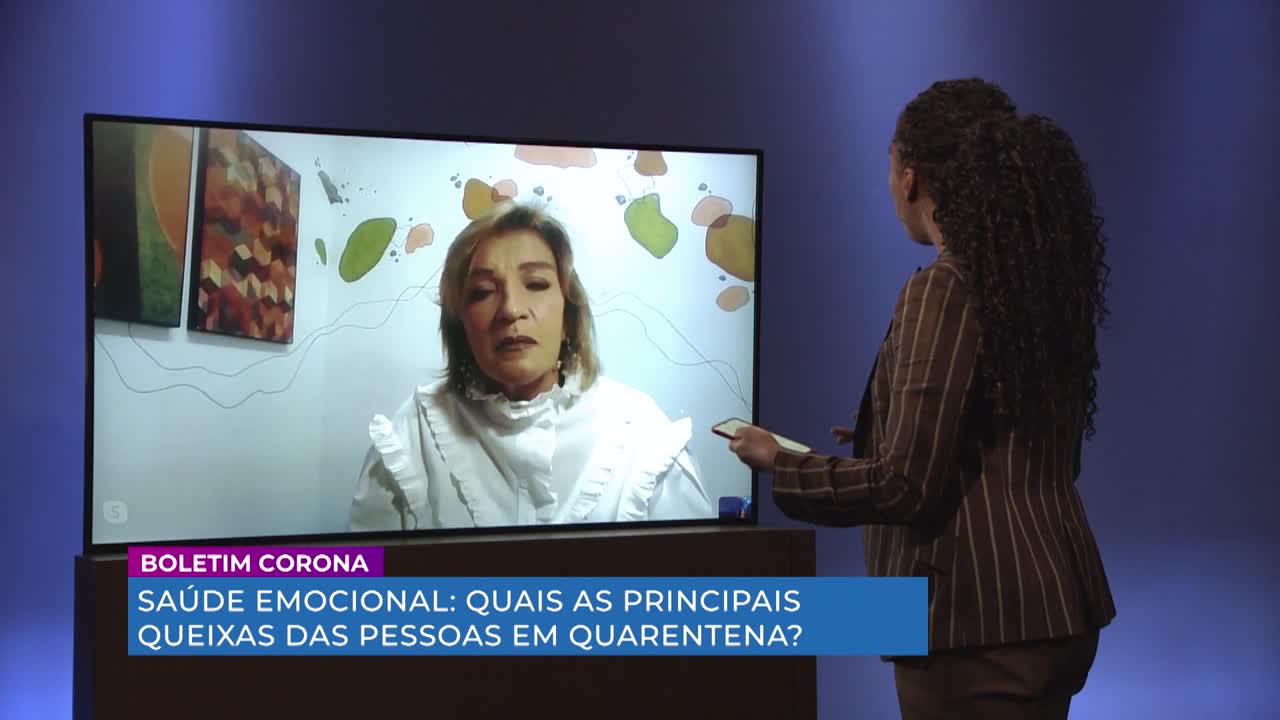 S
BOLETIM CORONA
SAÚDE EMOCIONAL: QUAIS AS PRINCIPAIS
QUEIXAS DAS PESSOAS EM QUARENTENA?